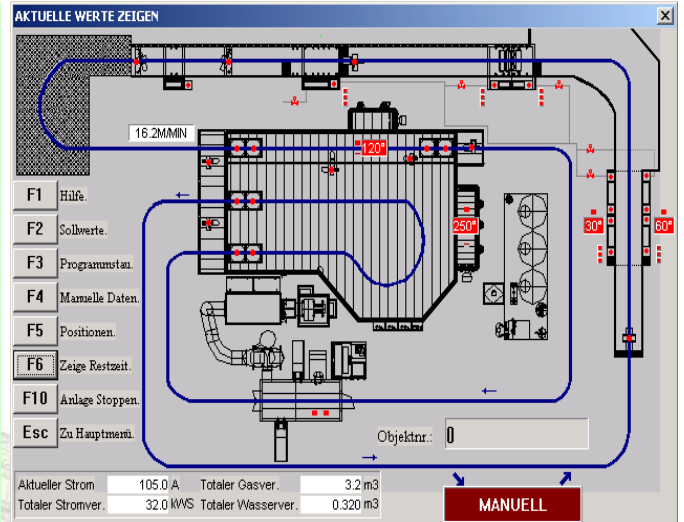 AKTUELLE WERTE ZEIGEN
16.2M/MIN
120°
F1 Hilfe.
F2 Sollwerte.
250°
30°
60°
F3 Programmstau.
F4 Manuelle Daten.
F5 Positionen.
F6 Zeige Restzeit.
F10 Anlage Stoppen.
Esc Zu Hauptmenü.
Objektnr.: 0
Aktueller Strom 105.0 A Totaler Gasver. 3.2 m3
Totaler Stromver. 32.0 KWS Totaler Wasserver. 0.320 m3
MANUELL